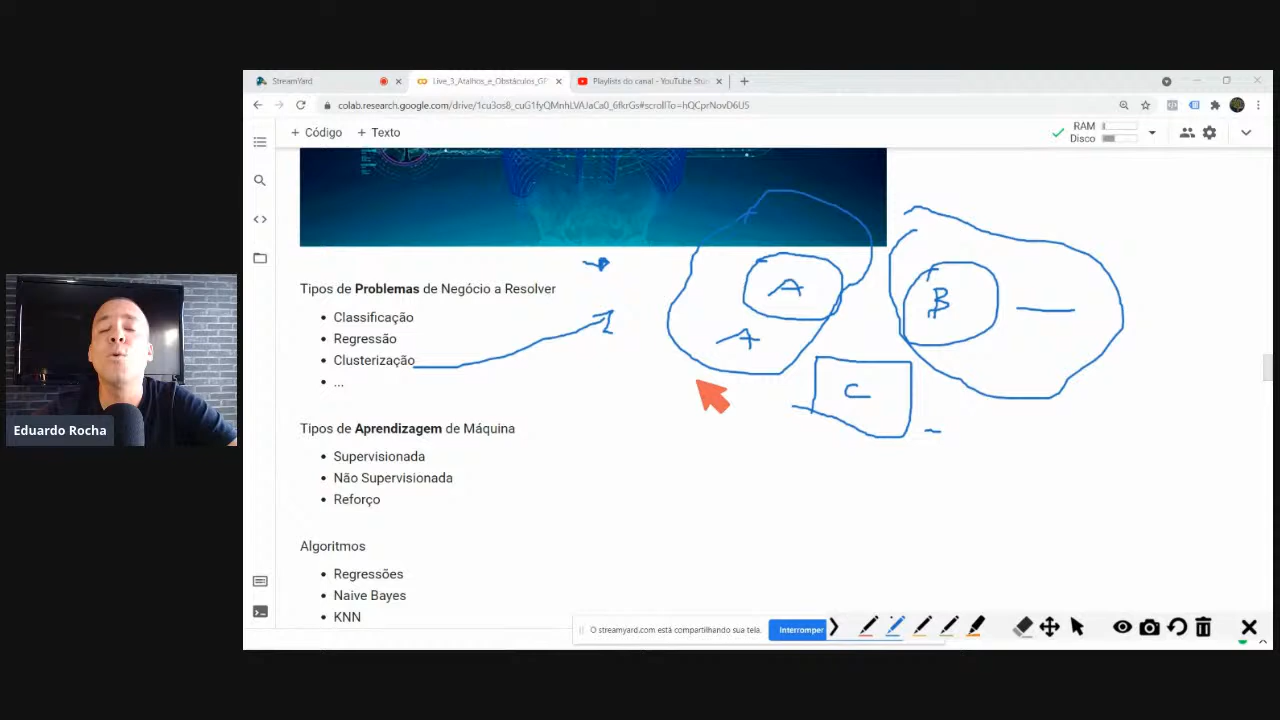 StreamYard
Live_3_Atalhos_e_Obstáculos_GF
Playlists do canal - YouTube Stu
colab.research.google.com/drive/1cu3os8_cuG1fyQMnhLVAJaCa0_6fkrGs#scrollTo=hQCprNovD6U5
+ Código + Texto
RAM
Disco
Tipos de Problemas de Negócio a Resolver
Classificação
Regressão
Clusterização
...
A
A
B
C
Eduardo Rocha
Tipos de Aprendizagem de Máquina
Supervisionada
Não Supervisionada
Reforço
Algoritmos
Regressões
Naive Bayes
KNN
O streamyard.com está compartilhando sua tela.
Interromper